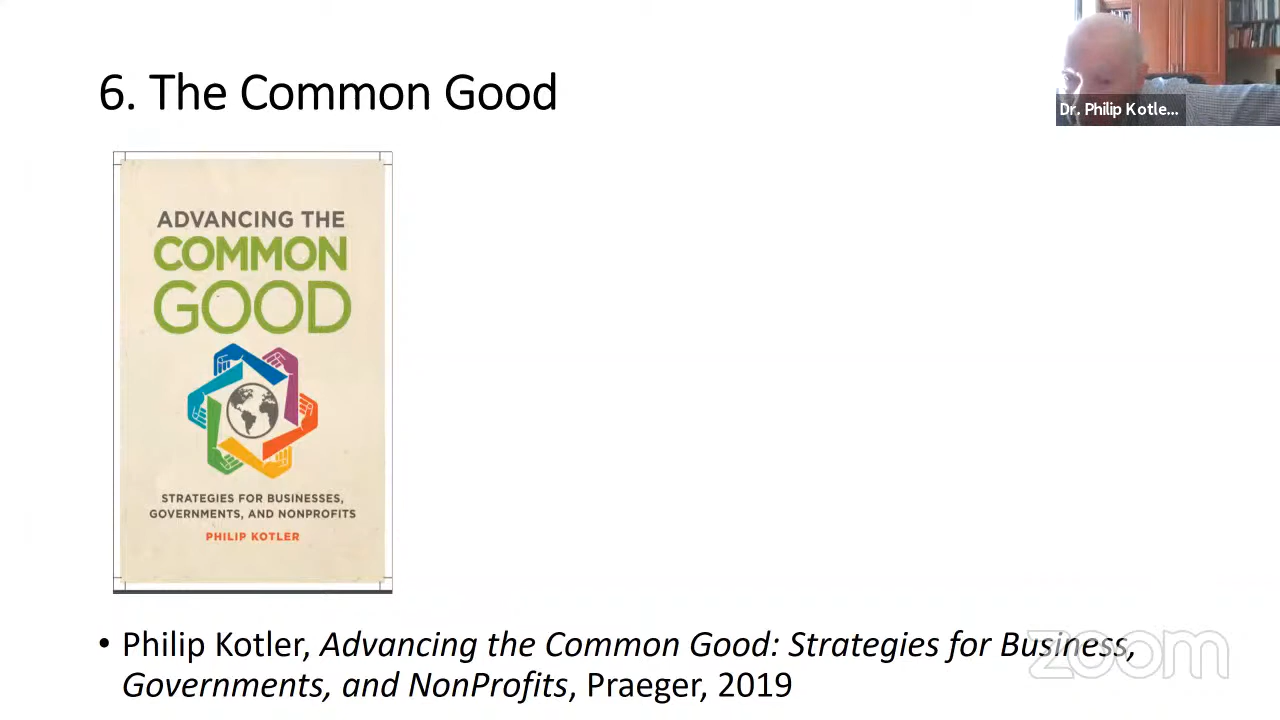 6. The Common Good
Dr. Philip Kotle...
ADVANCING THE
COMMON
GOOD
STRATEGIES FOR BUSINESSES,
GOVERNMENTS, AND NONPROFITS
PHILIP KOTLER
• Philip Kotler, Advancing the Common Good: Strategies for Business,
Governments, and NonProfits, Praeger, 2019
zoom